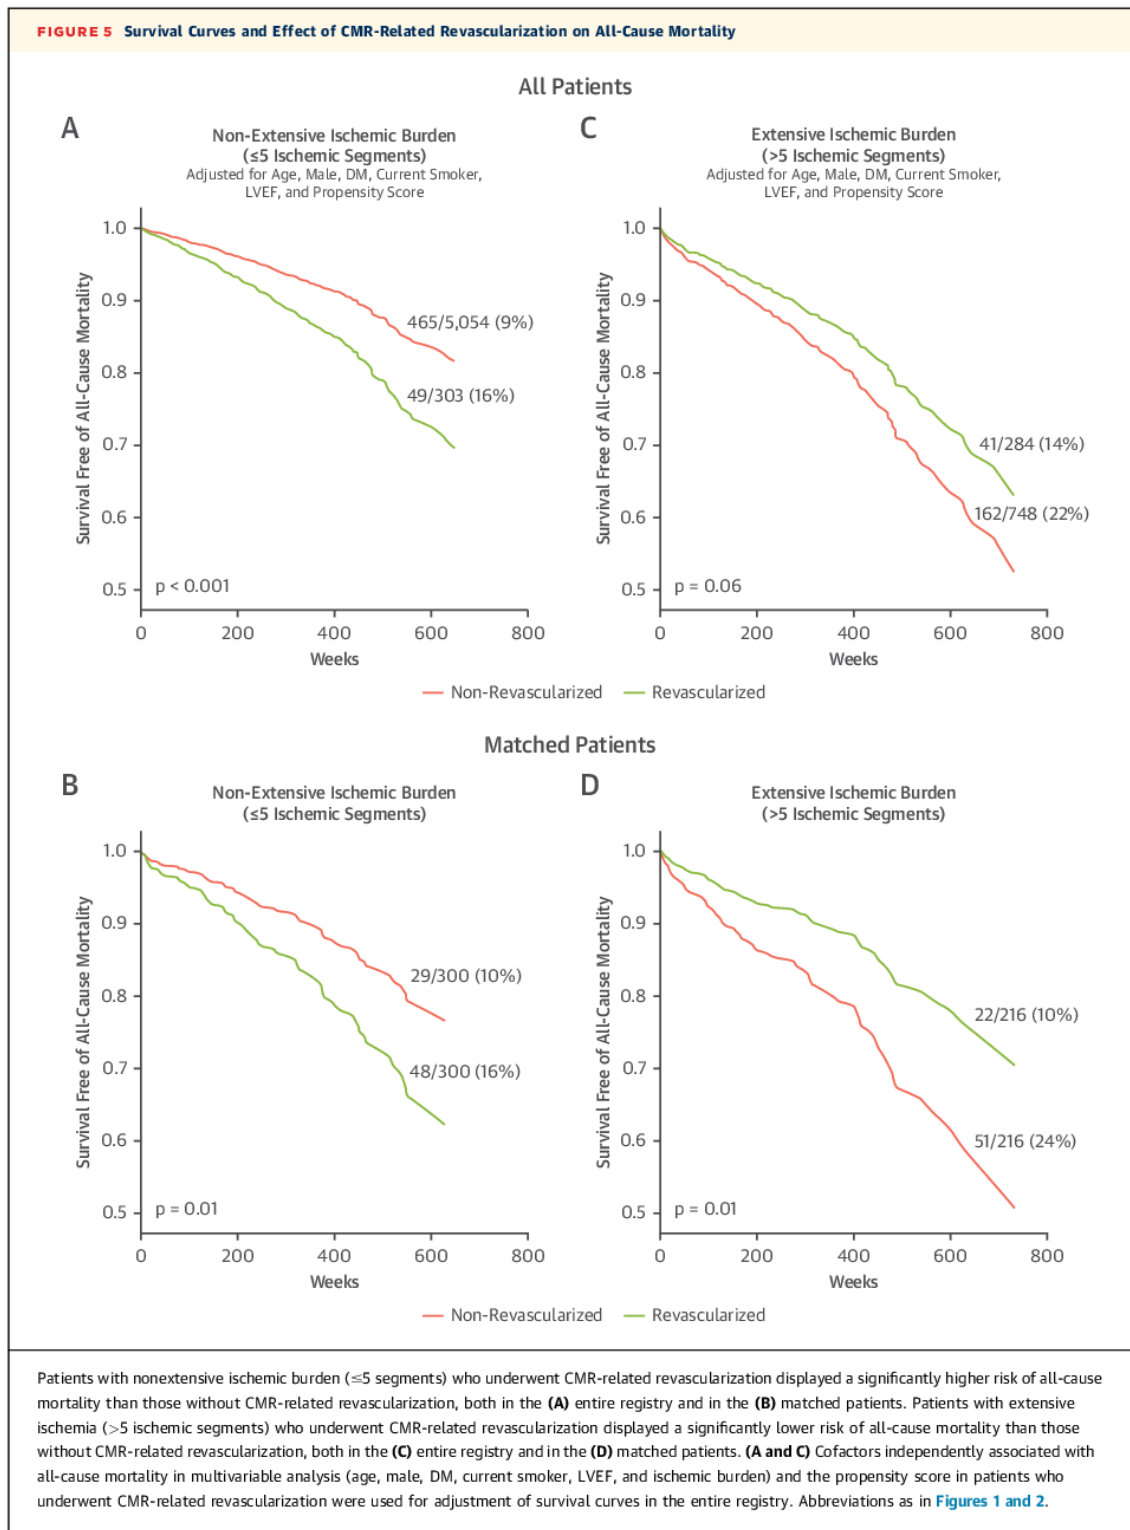 FIGURE 5 Survival Curves and Effect of CMR-Related Revascularization on All-Cause Mortality
All Patients
A
Non-Extensive Ischemic Burden
(≤5 Ischemic Segments)
Adjusted for Age, Male, DM, Current Smoker,
LVEF, and Propensity Score
Survival Free of All-Cause Mortality
1.0
0.9
0.8
0.7
0.6
0.5
465/5,054 (9%)
49/303 (16%)
p < 0.001
0 200 400 600 800
Weeks
C
Extensive Ischemic Burden
(>5 Ischemic Segments)
Adjusted for Age, Male, DM, Current Smoker,
LVEF, and Propensity Score
Survival Free of All-Cause Mortality
1.0
0.9
0.8
0.7
0.6
0.5
41/284 (14%)
162/748 (22%)
p = 0.06
0 200 400 600 800
Weeks
Non-Revascularized Revascularized
Matched Patients
B
Non-Extensive Ischemic Burden
(≤5 Ischemic Segments)
Survival Free of All-Cause Mortality
1.0
0.9
0.8
0.7
0.6
0.5
29/300 (10%)
48/300 (16%)
p = 0.01
0 200 400 600 800
Weeks
D
Extensive Ischemic Burden
(>5 Ischemic Segments)
Survival Free of All-Cause Mortality
1.0
0.9
0.8
0.7
0.6
0.5
22/216 (10%)
51/216 (24%)
p = 0.01
0 200 400 600 800
Weeks
Non-Revascularized Revascularized
Patients with nonextensive ischemic burden (≤5 segments) who underwent CMR-related revascularization displayed a significantly higher risk of all-cause
mortality than those without CMR-related revascularization, both in the (A) entire registry and in the (B) matched patients. Patients with extensive
ischemia (>5 ischemic segments) who underwent CMR-related revascularization displayed a significantly lower risk of all-cause mortality than those
without CMR-related revascularization, both in the (C) entire registry and in the (D) matched patients. (A and C) Cofactors independently associated with
all-cause mortality in multivariable analysis (age, male, DM, current smoker, LVEF, and ischemic burden) and the propensity score in patients who
underwent CMR-related revascularization were used for adjustment of survival curves in the entire registry. Abbreviations as in Figures 1 and 2.